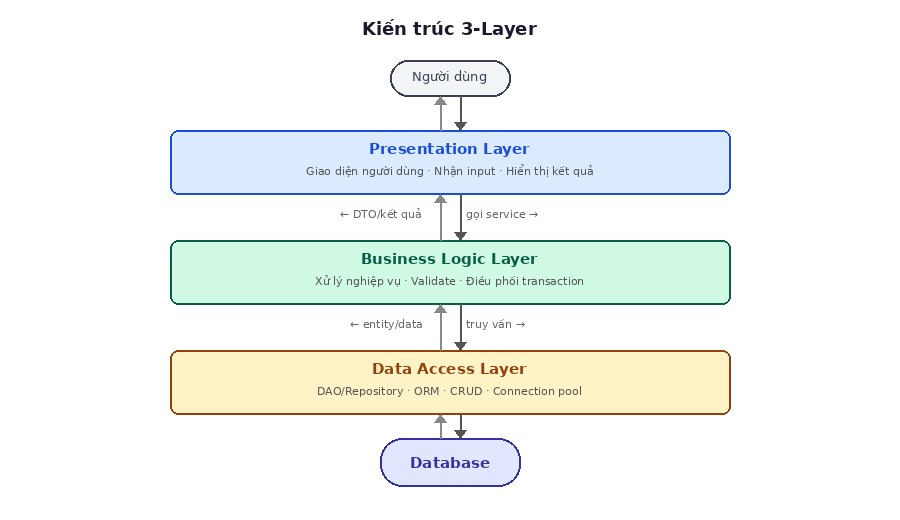 Kiến trúc 3-Layer
Người dùng
Presentation Layer
Giao diện người dùng · Nhận input · Hiển thị kết quả
← DTO/kết quả
gọi service →
Business Logic Layer
Xử lý nghiệp vụ · Validate · Điều phối transaction
← entity/data
truy vấn →
Data Access Layer
DAO/Repository · ORM · CRUD · Connection pool
Database